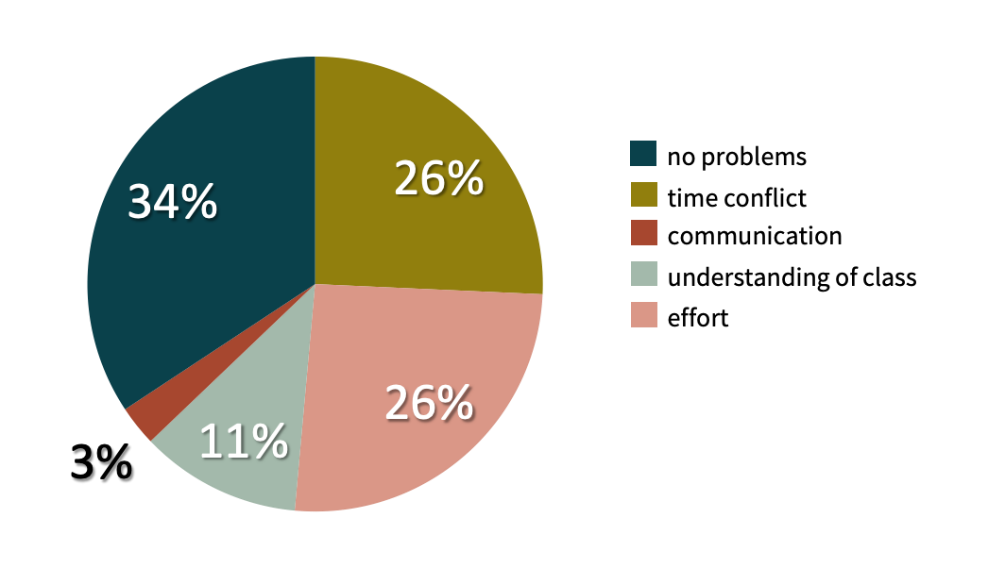 34%
26%
26%
11%
3%
no problems
time conflict
communication
understanding of class
effort